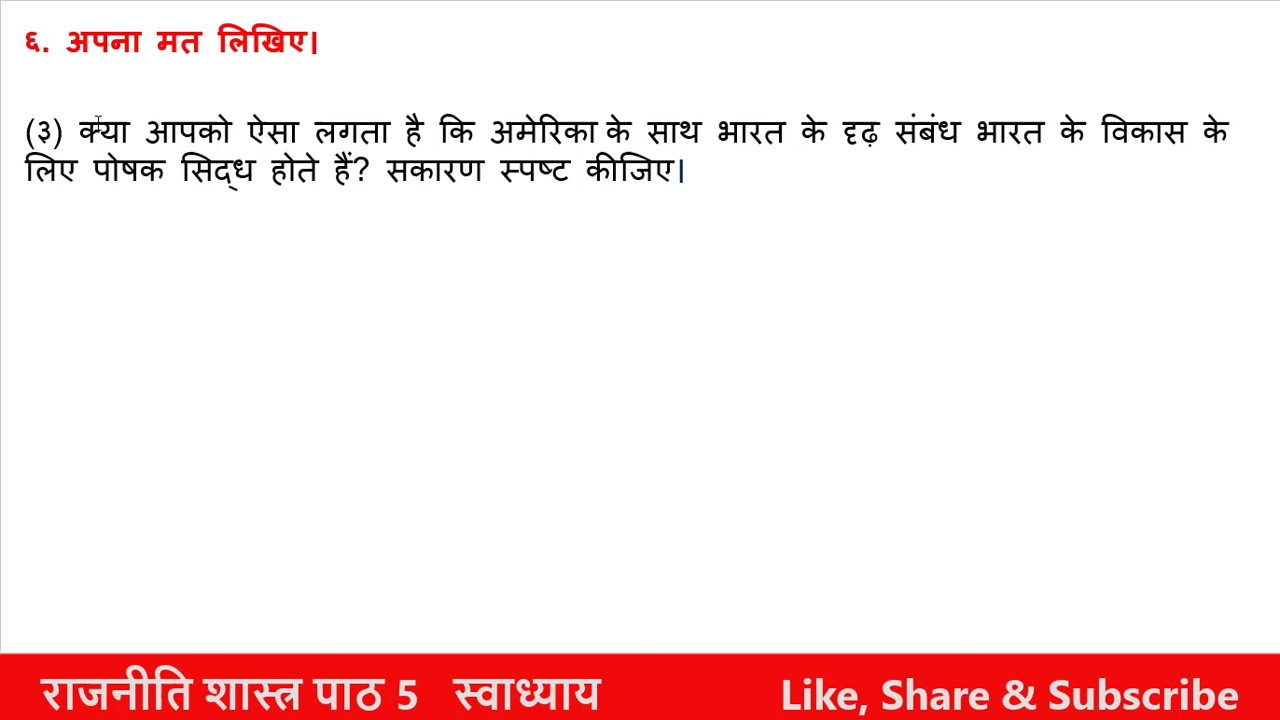 ६. अपना मत लिखिए।
(३) क्या आपको ऐसा लगता है कि अमेरिका के साथ भारत के दृढ़ संबंध भारत के विकास के
लिए पोषक सिद्ध होते हैं? सकारण स्पष्ट कीजिए।
राजनीति शास्त्र पाठ 5 स्वाध्याय Like, Share & Subscribe